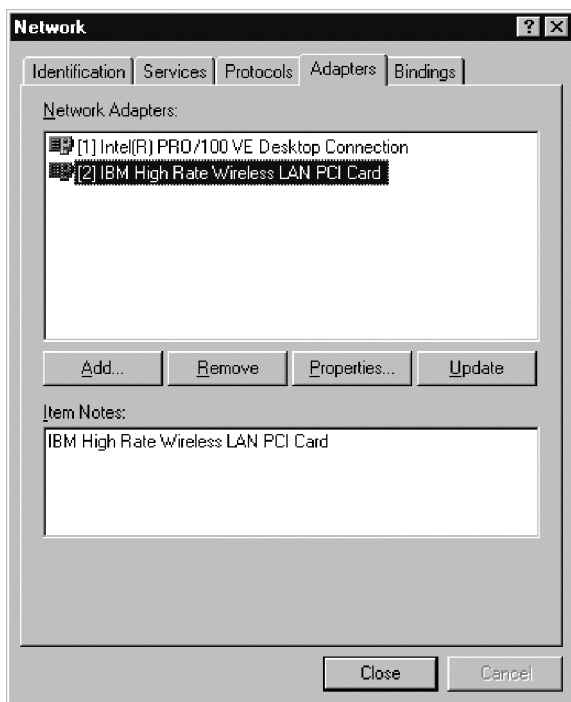 Network
Identification Services Protocols Adapters Bindings
Network Adapters:
[1] Intel(R) PRO/100 VE Desktop Connection
[2] IBM High Rate Wireless LAN PCI Card
Add... Remove Properties... Update
Item Notes:
IBM High Rate Wireless LAN PCI Card
Close Cancel